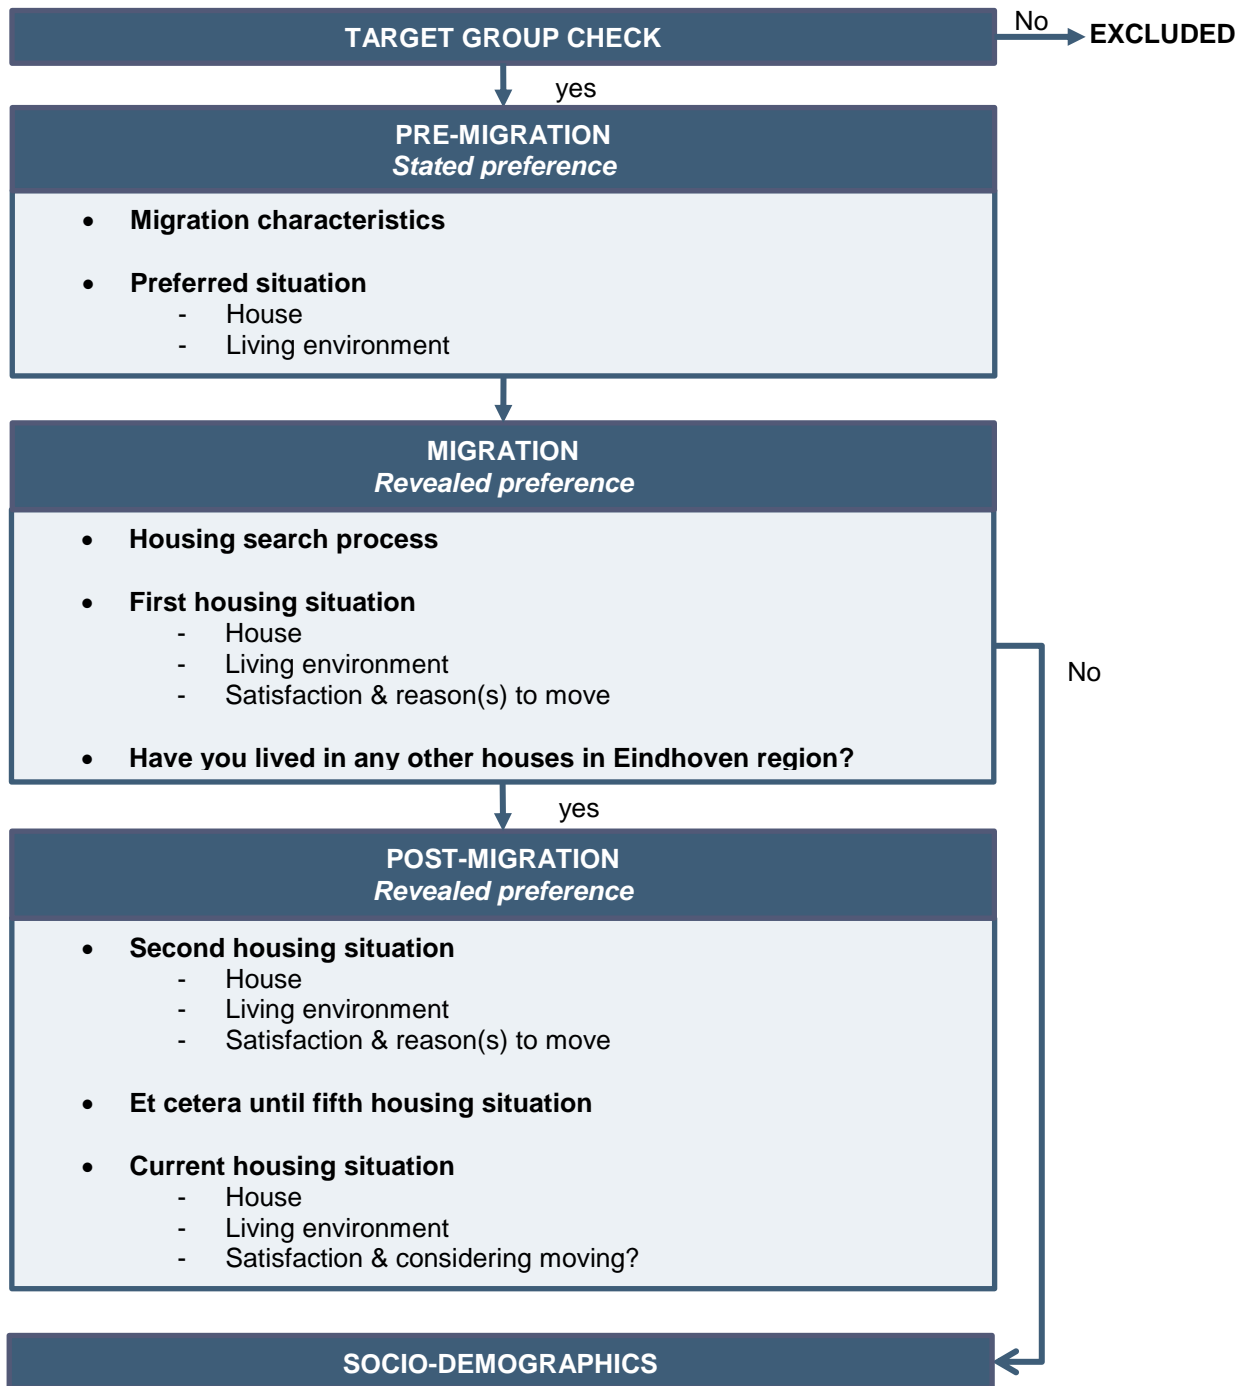 TARGET GROUP CHECK
No
EXCLUDED
yes
PRE-MIGRATION
Stated preference
• Migration characteristics
• Preferred situation
- House
- Living environment
MIGRATION
Revealed preference
• Housing search process
• First housing situation
- House
- Living environment
- Satisfaction & reason(s) to move
• Have you lived in any other houses in Eindhoven region?
No
yes
POST-MIGRATION
Revealed preference
• Second housing situation
- House
- Living environment
- Satisfaction & reason(s) to move
• Et cetera until fifth housing situation
• Current housing situation
- House
- Living environment
- Satisfaction & considering moving?
SOCIO-DEMOGRAPHICS